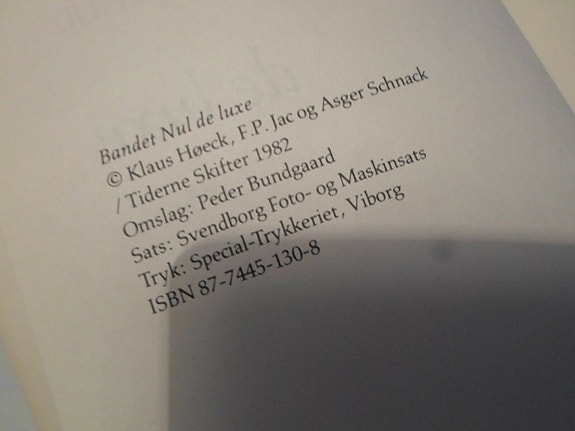 Bandet Nul de luxe
© Klaus Høeck, F.P. Jac og Asger Schnack
/ Tiderne Skifter 1982
Omslag: Peder Bundgaard
Sats: Svendborg Foto- og Maskinsats
Tryk: Special-Trykkeriet, Viborg
ISBN 87-7445-130-8